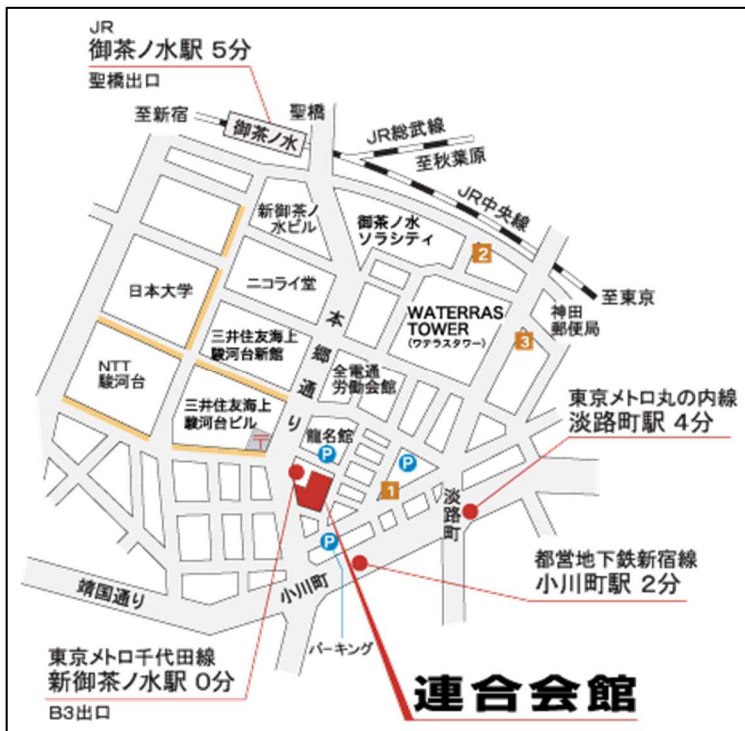 JR
御茶ノ水駅 5分
聖橋出口
至新宿
聖橋
御茶ノ水
JR総武線
至秋葉原
JR中央線
新御茶ノ
水ビル
御茶ノ水
ソラシティ
2
至東京
日本大学
ニコライ堂
WATERRAS
TOWER
(ワテラスタワー)
神田
郵便局
3
本郷通り
三井住友海上
駿河台新館
NTT
駿河台
全電通
労働会館
東京メトロ丸の内線
淡路町駅 4分
三井住友海上
駿河台ビル
〒
龍名館
P
P
1
淡路町
P
都営地下鉄新宿線
小川町駅 2分
靖国通り
小川町
パーキング
東京メトロ千代田線
新御茶ノ水駅 0分
B3出口
連合会館